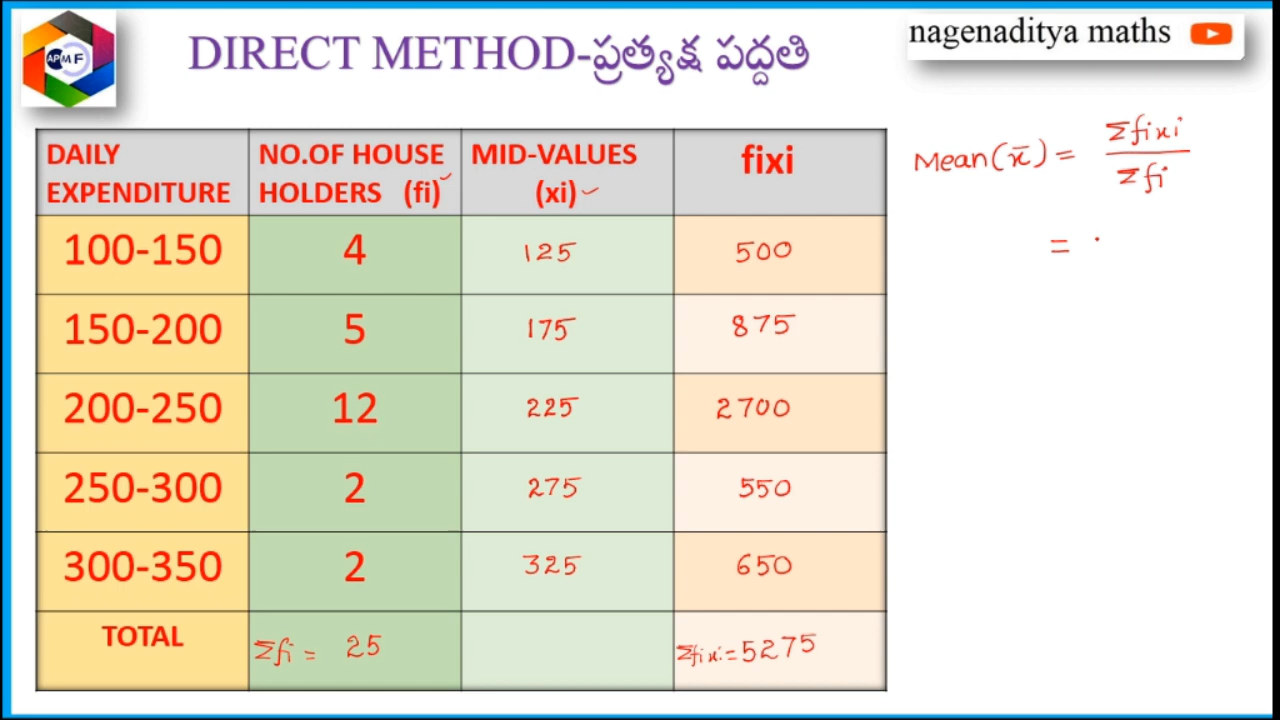 APMF
DIRECT METHOD-ప్రత్యక్ష పద్దతి
nagenaditya maths
DAILY EXPENDITURE
NO.OF HOUSE HOLDERS (fi)
MID-VALUES (xi)
fixi
100-150 4 125 500
150-200 5 175 875
200-250 12 225 2700
250-300 2 275 550
300-350 2 325 650
TOTAL Σfi = 25 Σfixi = 5275
Mean(x̄) = Σfixi / Σfi
=